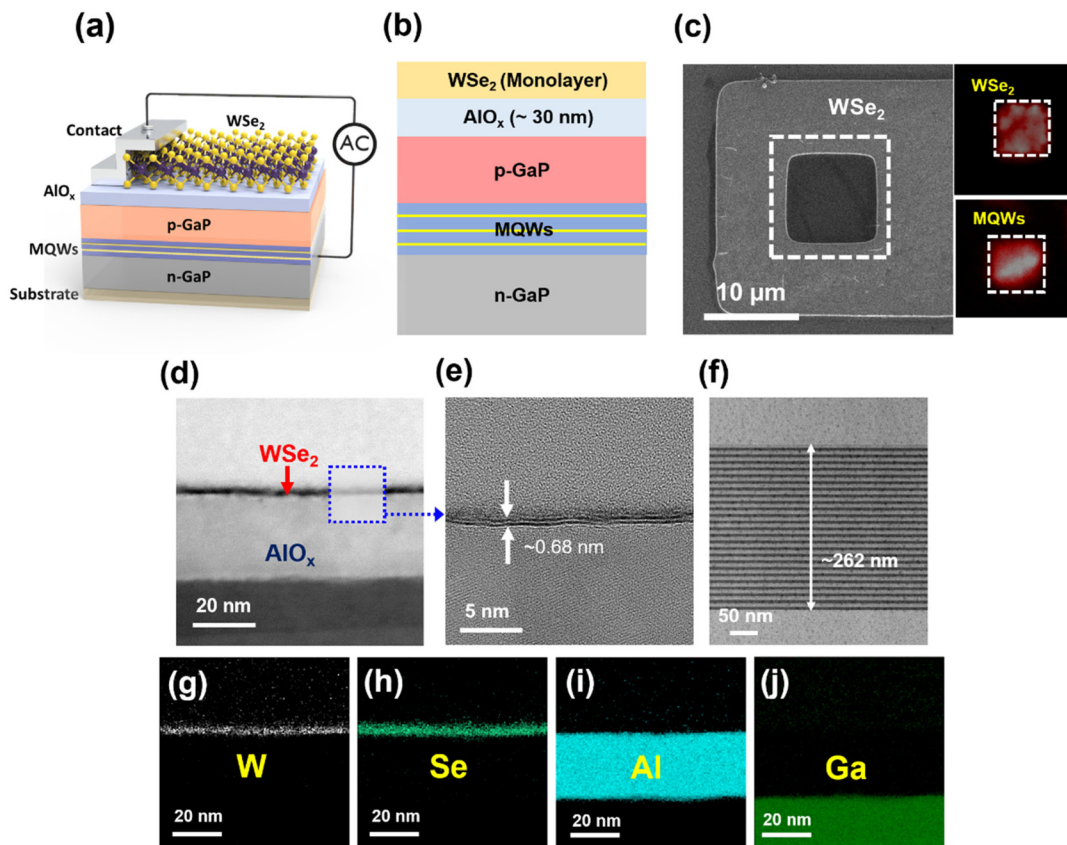 (a)
WSe2
Contact
AC
AlOx
p-GaP
MQWs
n-GaP
Substrate
(b)
WSe2 (Monolayer)
AlOx (~ 30 nm)
p-GaP
MQWs
n-GaP
(c)
WSe2
10 μm
WSe2
MQWs
(d)
WSe2
AlOx
20 nm
(e)
~0.68 nm
5 nm
(f)
~262 nm
50 nm
(g)
W
20 nm
(h)
Se
20 nm
(i)
Al
20 nm
(j)
Ga
20 nm